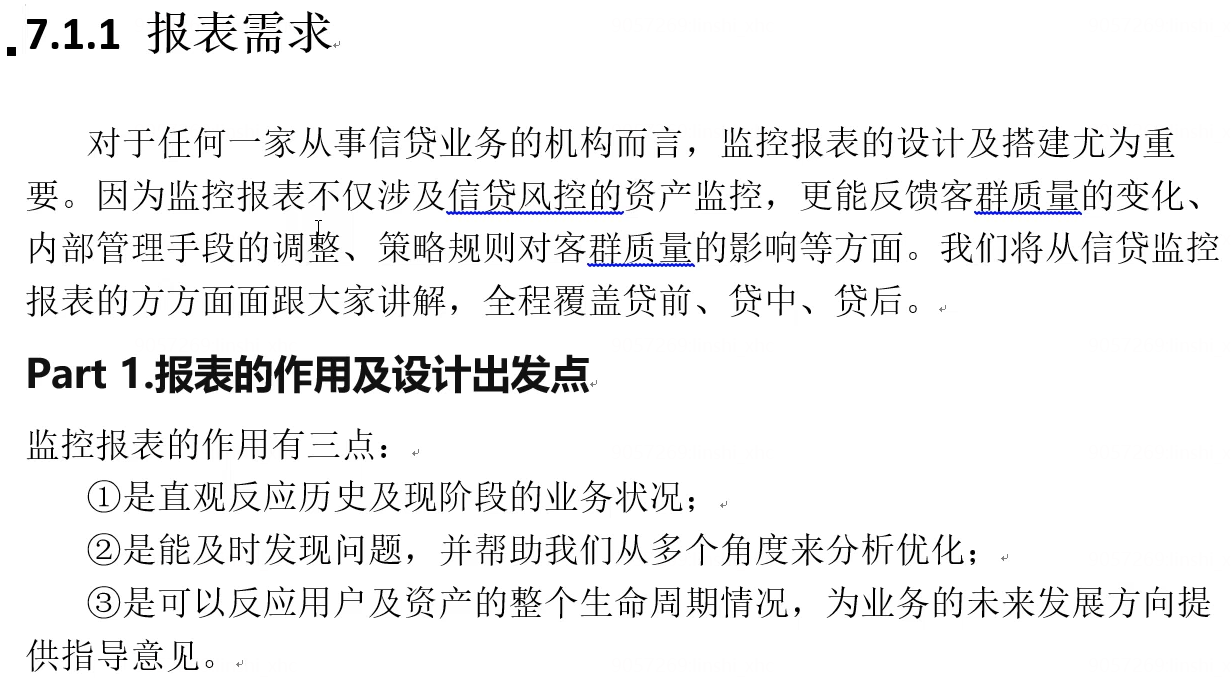 7.1.1 报表需求
对于任何一家从事信贷业务的机构而言，监控报表的设计及搭建尤为重
要。因为监控报表不仅涉及信贷风控的资产监控，更能反馈客群质量的变化、
内部管理手段的调整、策略规则对客群质量的影响等方面。我们将从信贷监控
报表的方方面面跟大家讲解，全程覆盖贷前、贷中、贷后。
Part 1.报表的作用及设计出发点
监控报表的作用有三点：
①是直观反应历史及现阶段的业务状况；
②是能及时发现问题，并帮助我们从多个角度来分析优化；
③是可以反应用户及资产的整个生命周期情况，为业务的未来发展方向提
供指导意见。